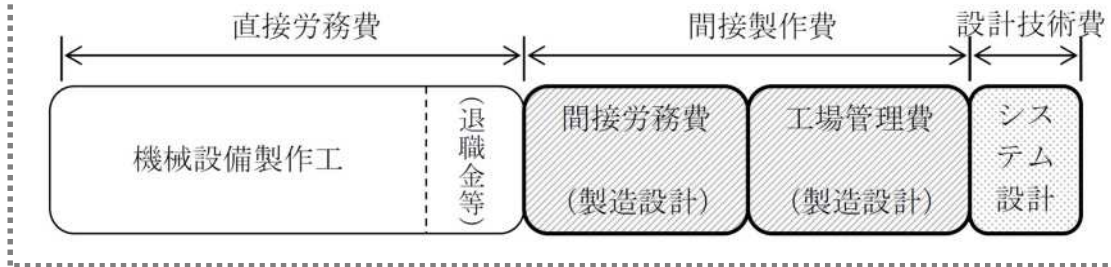 直接労務費
間接製作費
設計技術費
機械設備製作工
(退職金等)
間接労務費
(製造設計)
工場管理費
(製造設計)
シス
テム
設計